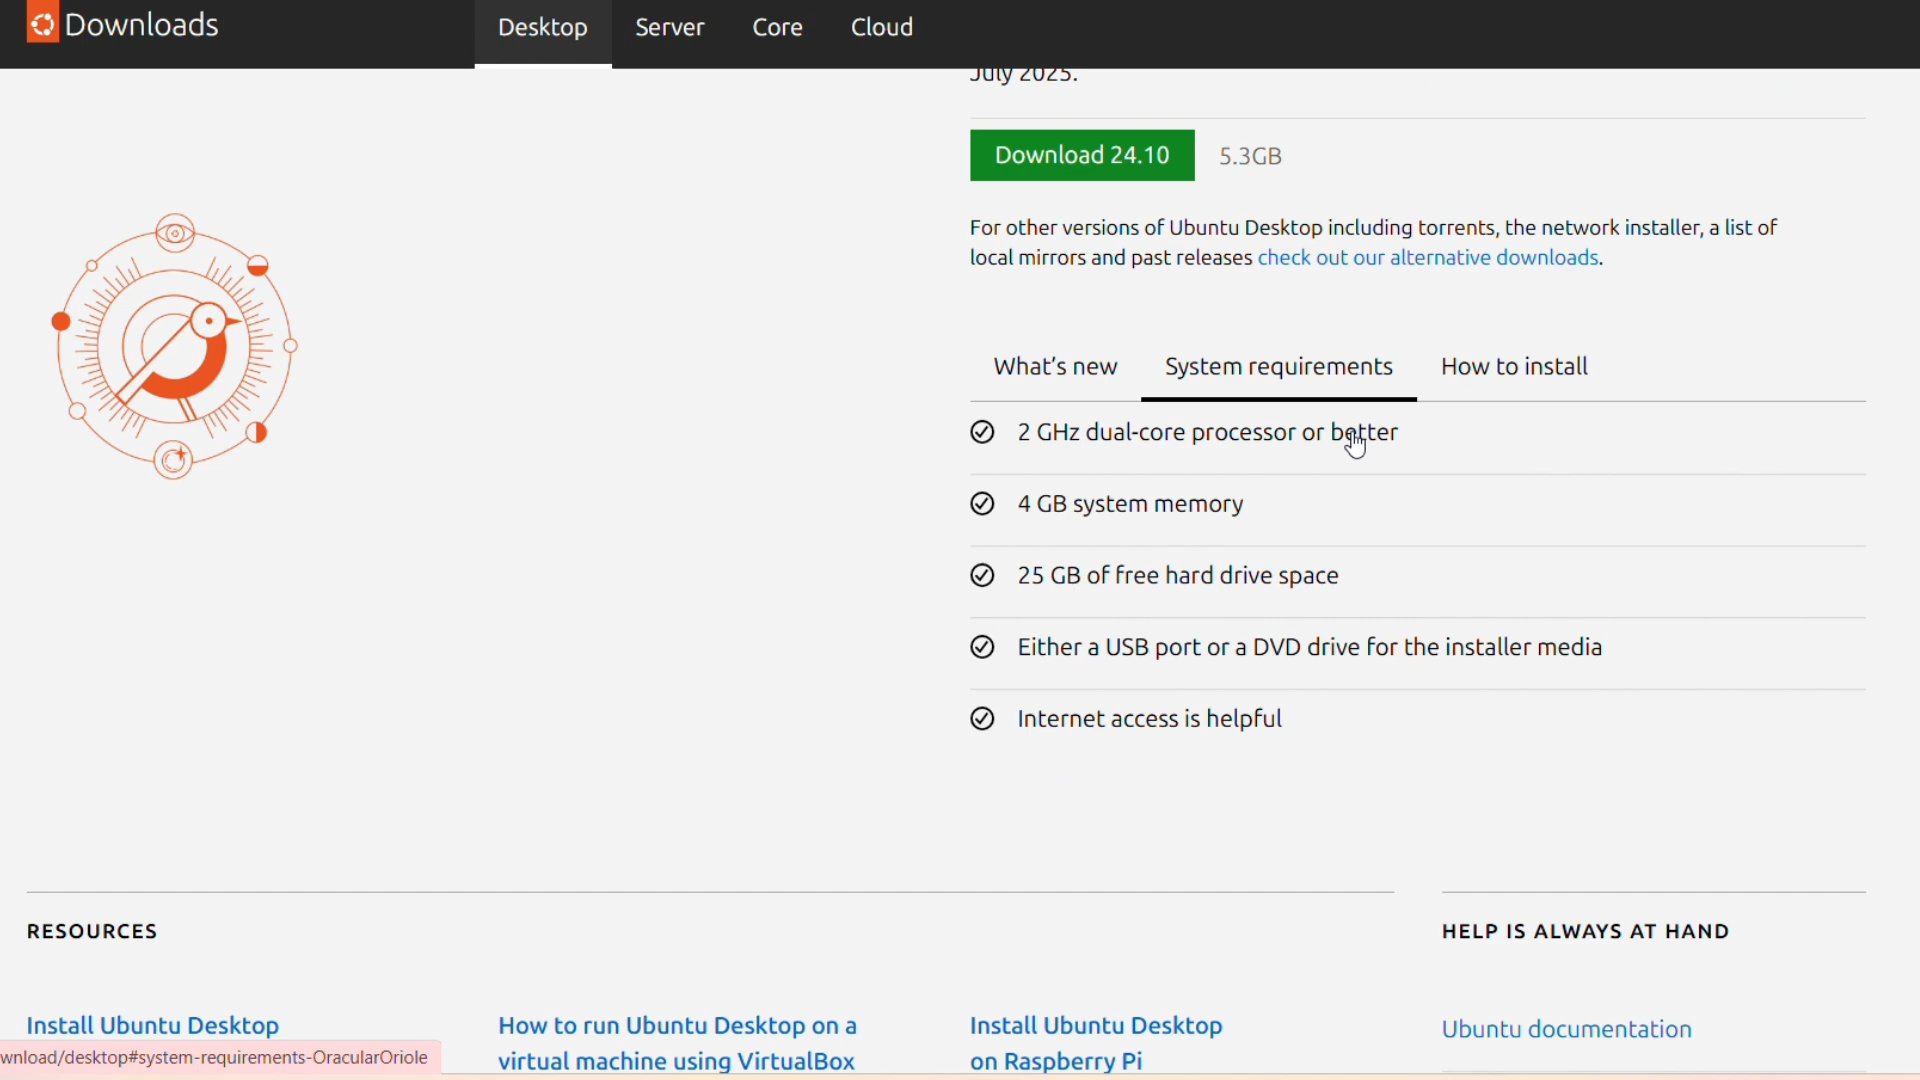 Downloads
Desktop
Server
Core
Cloud
July 2025.
Download 24.10
5.3GB
For other versions of Ubuntu Desktop including torrents, the network installer, a list of
local mirrors and past releases check out our alternative downloads.
What's new
System requirements
How to install
2 GHz dual-core processor or better
4 GB system memory
25 GB of free hard drive space
Either a USB port or a DVD drive for the installer media
Internet access is helpful
RESOURCES
HELP IS ALWAYS AT HAND
Install Ubuntu Desktop
How to run Ubuntu Desktop on a
virtual machine using VirtualBox
Install Ubuntu Desktop
on Raspberry Pi
Ubuntu documentation
wnload/desktop#system-requirements-OracularOriole